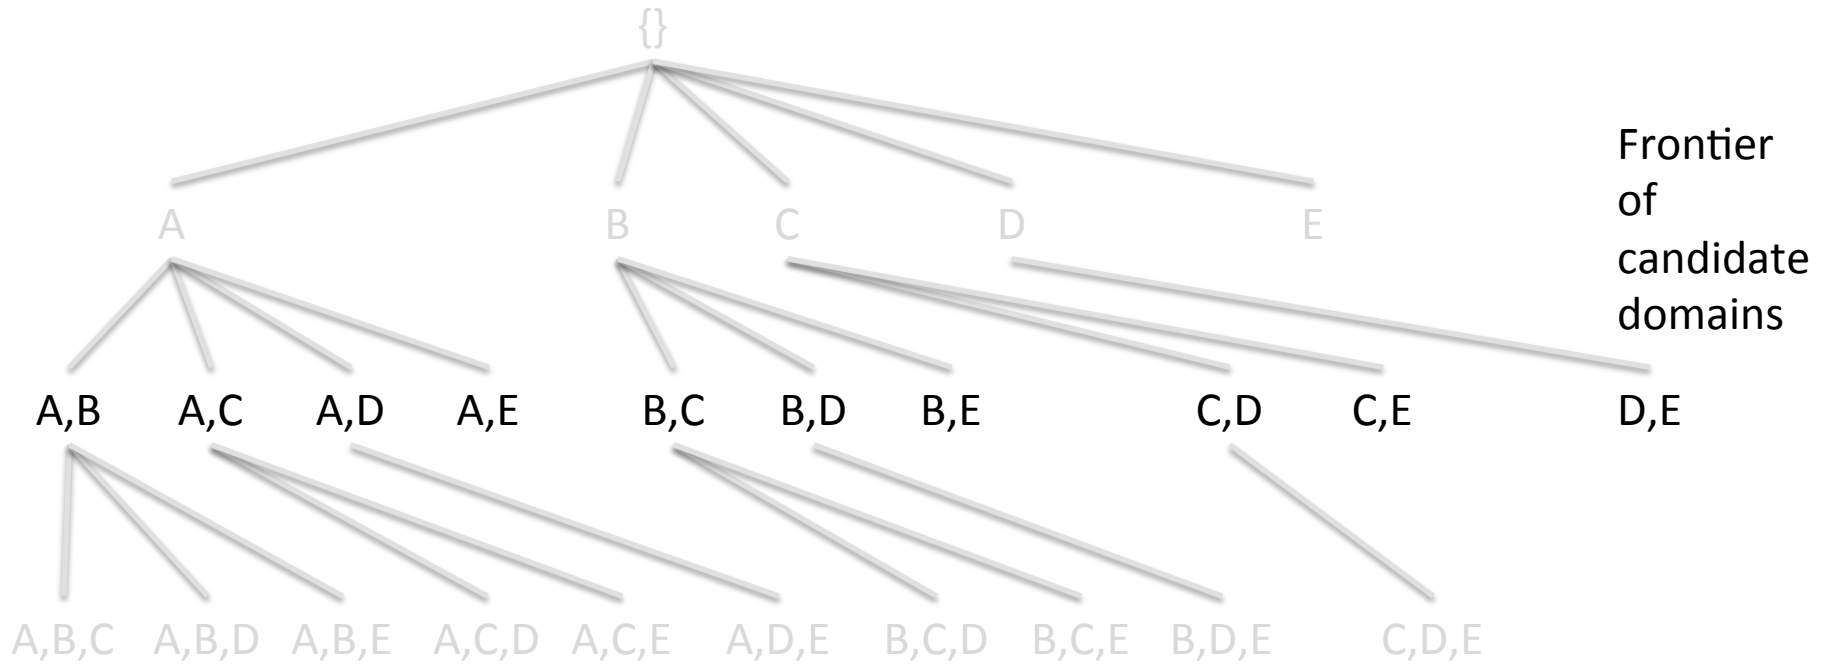 {}
A B C D E
Frontier
of
candidate
domains
A,B A,C A,D A,E B,C B,D B,E C,D C,E D,E
A,B,C A,B,D A,B,E A,C,D A,C,E A,D,E B,C,D B,C,E B,D,E C,D,E